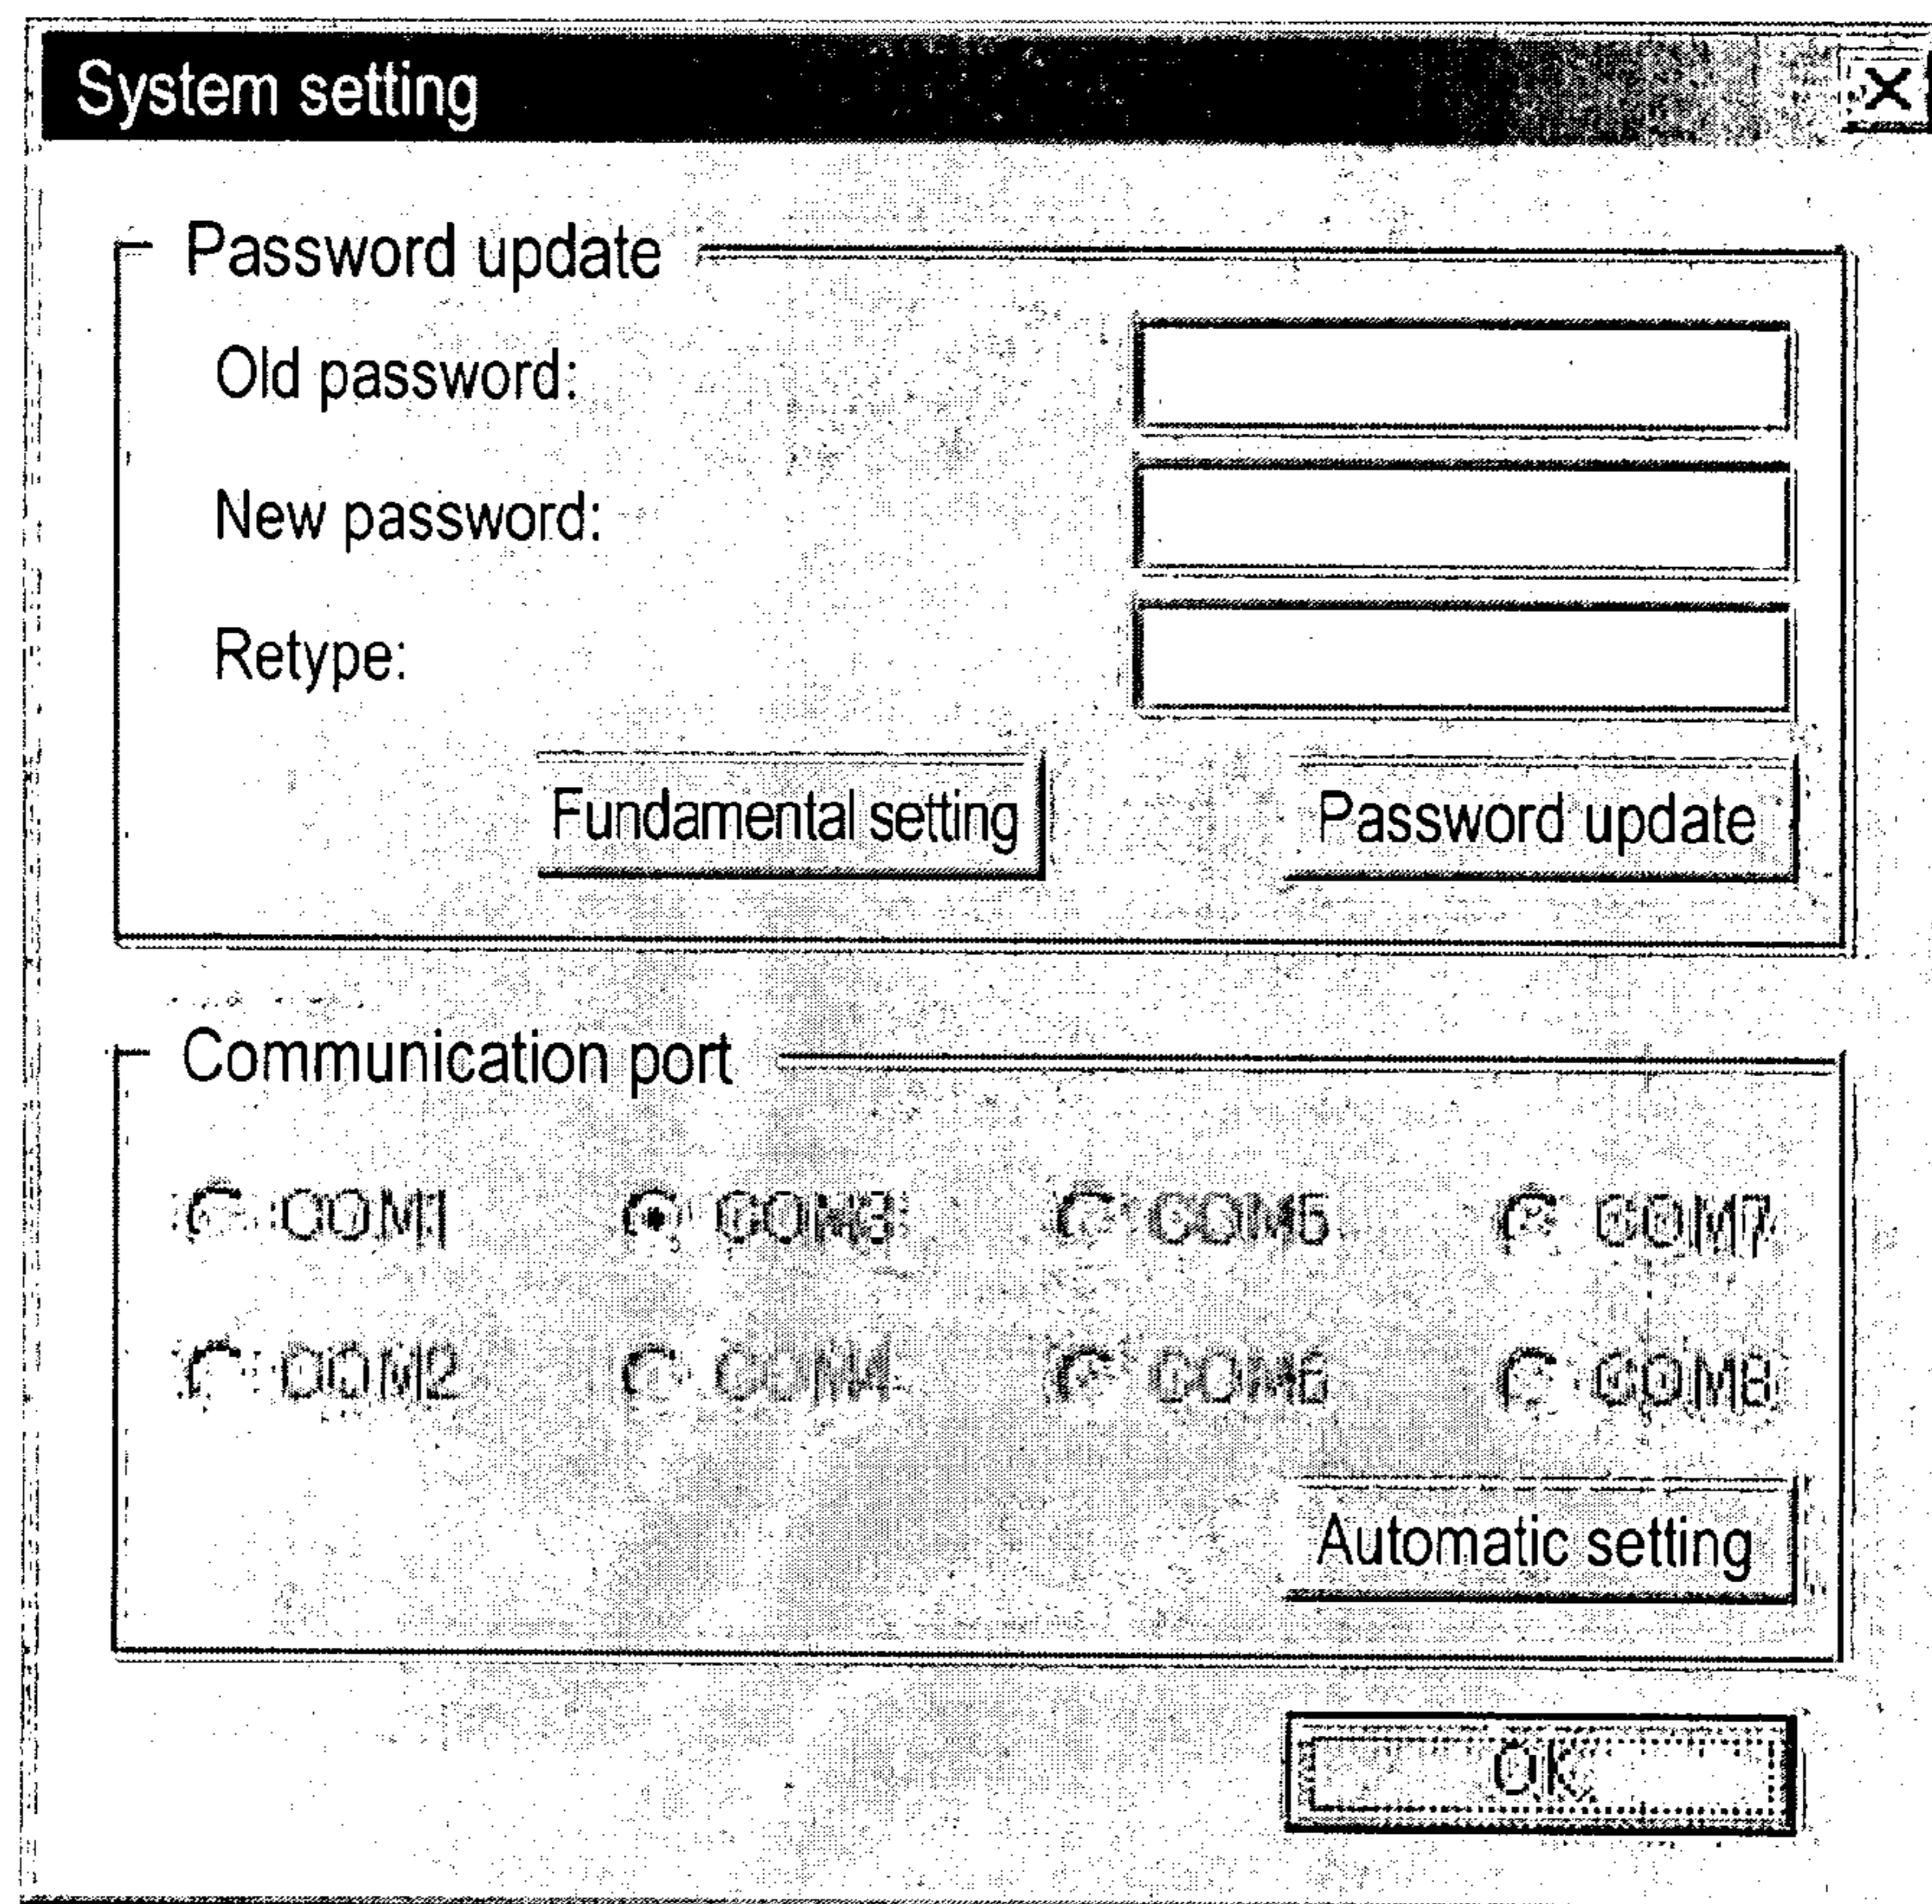 System setting
Password update
Old password:
New password:
Retype:
Fundamental setting Password update
Communication port
COM1 COM3 COM5 COM7
COM2 COM4 COM6 COM8
Automatic setting
OK